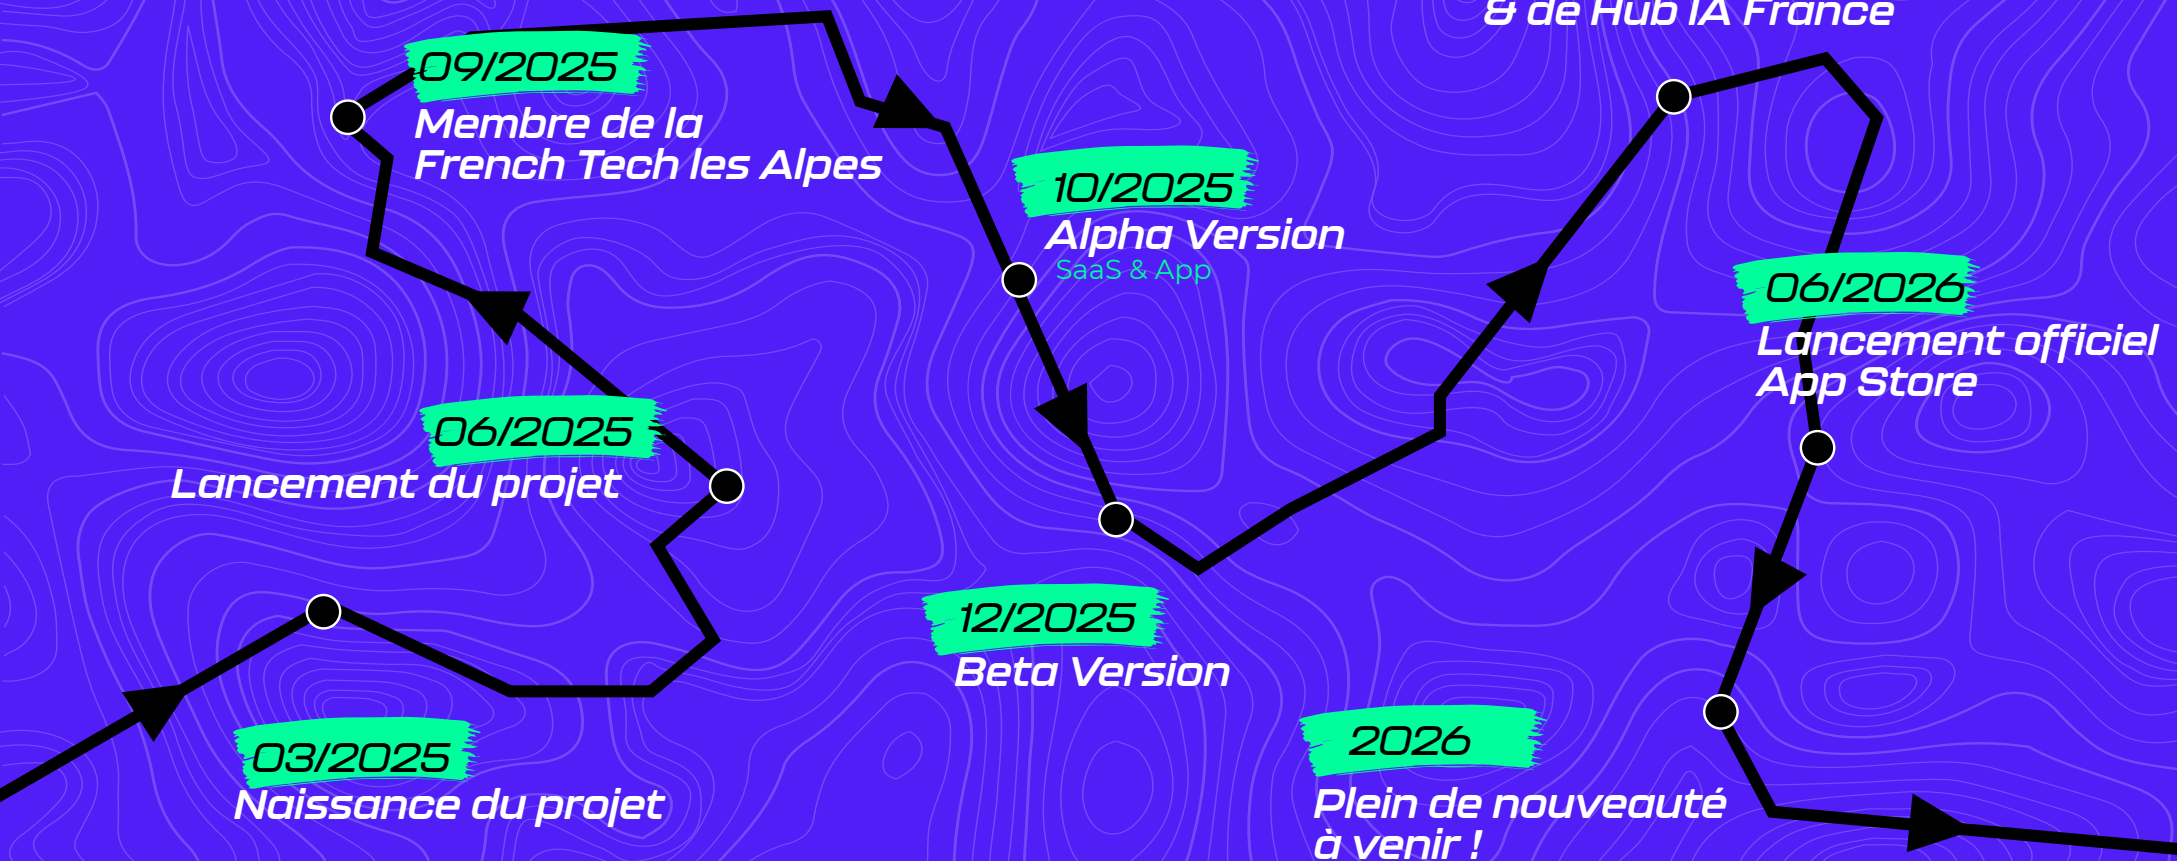 & de Hub IA France
09/2025
Membre de la
French Tech les Alpes
10/2025
Alpha Version
SaaS & App
06/2026
Lancement officiel
App Store
06/2025
Lancement du projet
12/2025
Beta Version
03/2025
Naissance du projet
2026
Plein de nouveauté
à venir !